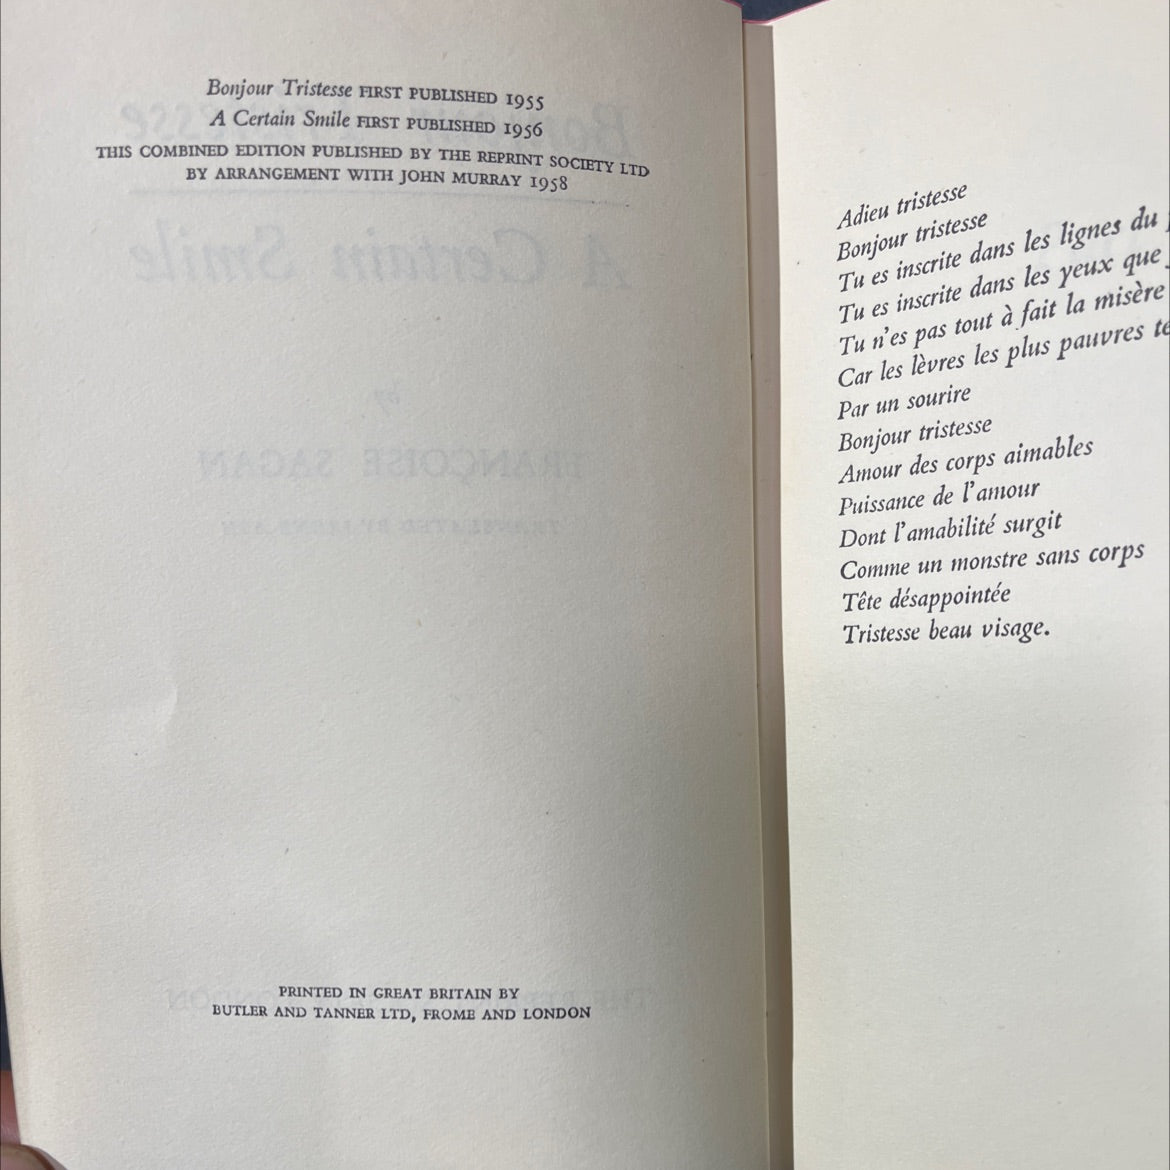 Bonjour Tristesse FIRST PUBLISHED 1955
A Certain Smile FIRST PUBLISHED 1956
THIS COMBINED EDITION PUBLISHED BY THE REPRINT SOCIETY LTD
BY ARRANGEMENT WITH JOHN MURRAY 1958
A Certain Smile
FRANÇOISE SAGAN
PRINTED IN GREAT BRITAIN BY
BUTLER AND TANNER LTD, FROME AND LONDON
Adieu tristesse
Bonjour tristesse
Tu es inscrite dans les lignes du
Tu es inscrite dans les yeux que
Tu n'es pas tout à fait la misère
Car les lèvres les plus pauvres
Par un sourire
Bonjour tristesse
Amour des corps aimables
Puissance de l'amour
Dont l'amabilité surgit
Comme un monstre sans corps
Tête désappointée
Tristesse beau visage.